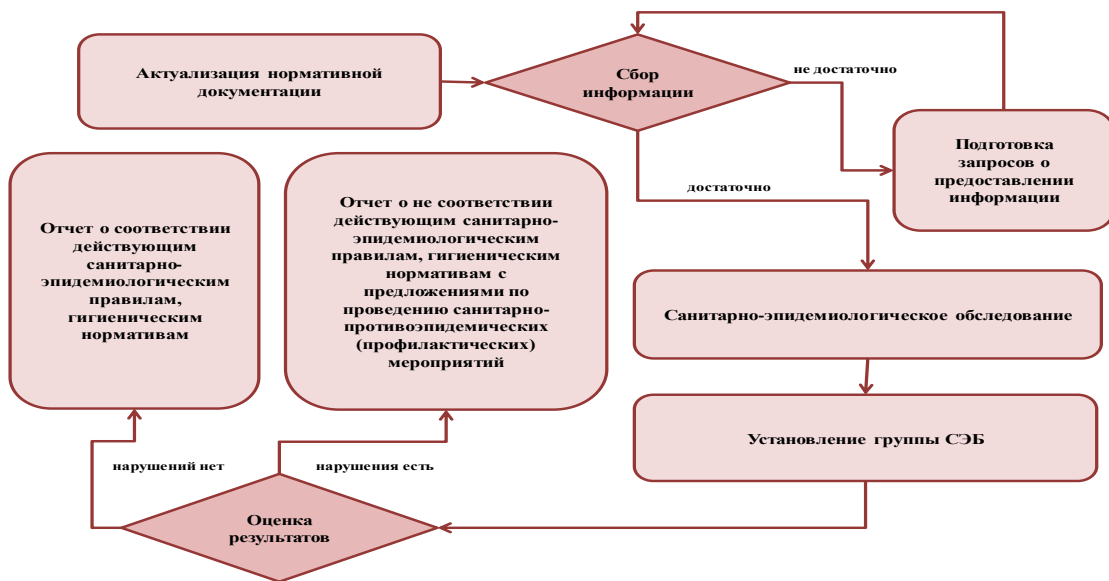 Актуализация нормативной
документации
Сбор
информации
не достаточно
Подготовка
запросов о
предоставлении
информации
достаточно
Санитарно-эпидемиологическое обследование
Установление группы СЭБ
Оценка
результатов
нарушений нет
нарушения есть
Отчет о соответствии
действующим
санитарно-
эпидемиологическим
правилам,
гигиеническим
нормативам
Отчет о не соответствии
действующим санитарно-
эпидемиологическим
правилам, гигиеническим
нормативам с
предложениями по
проведению санитарно-
противоэпидемических
(профилактических)
мероприятий